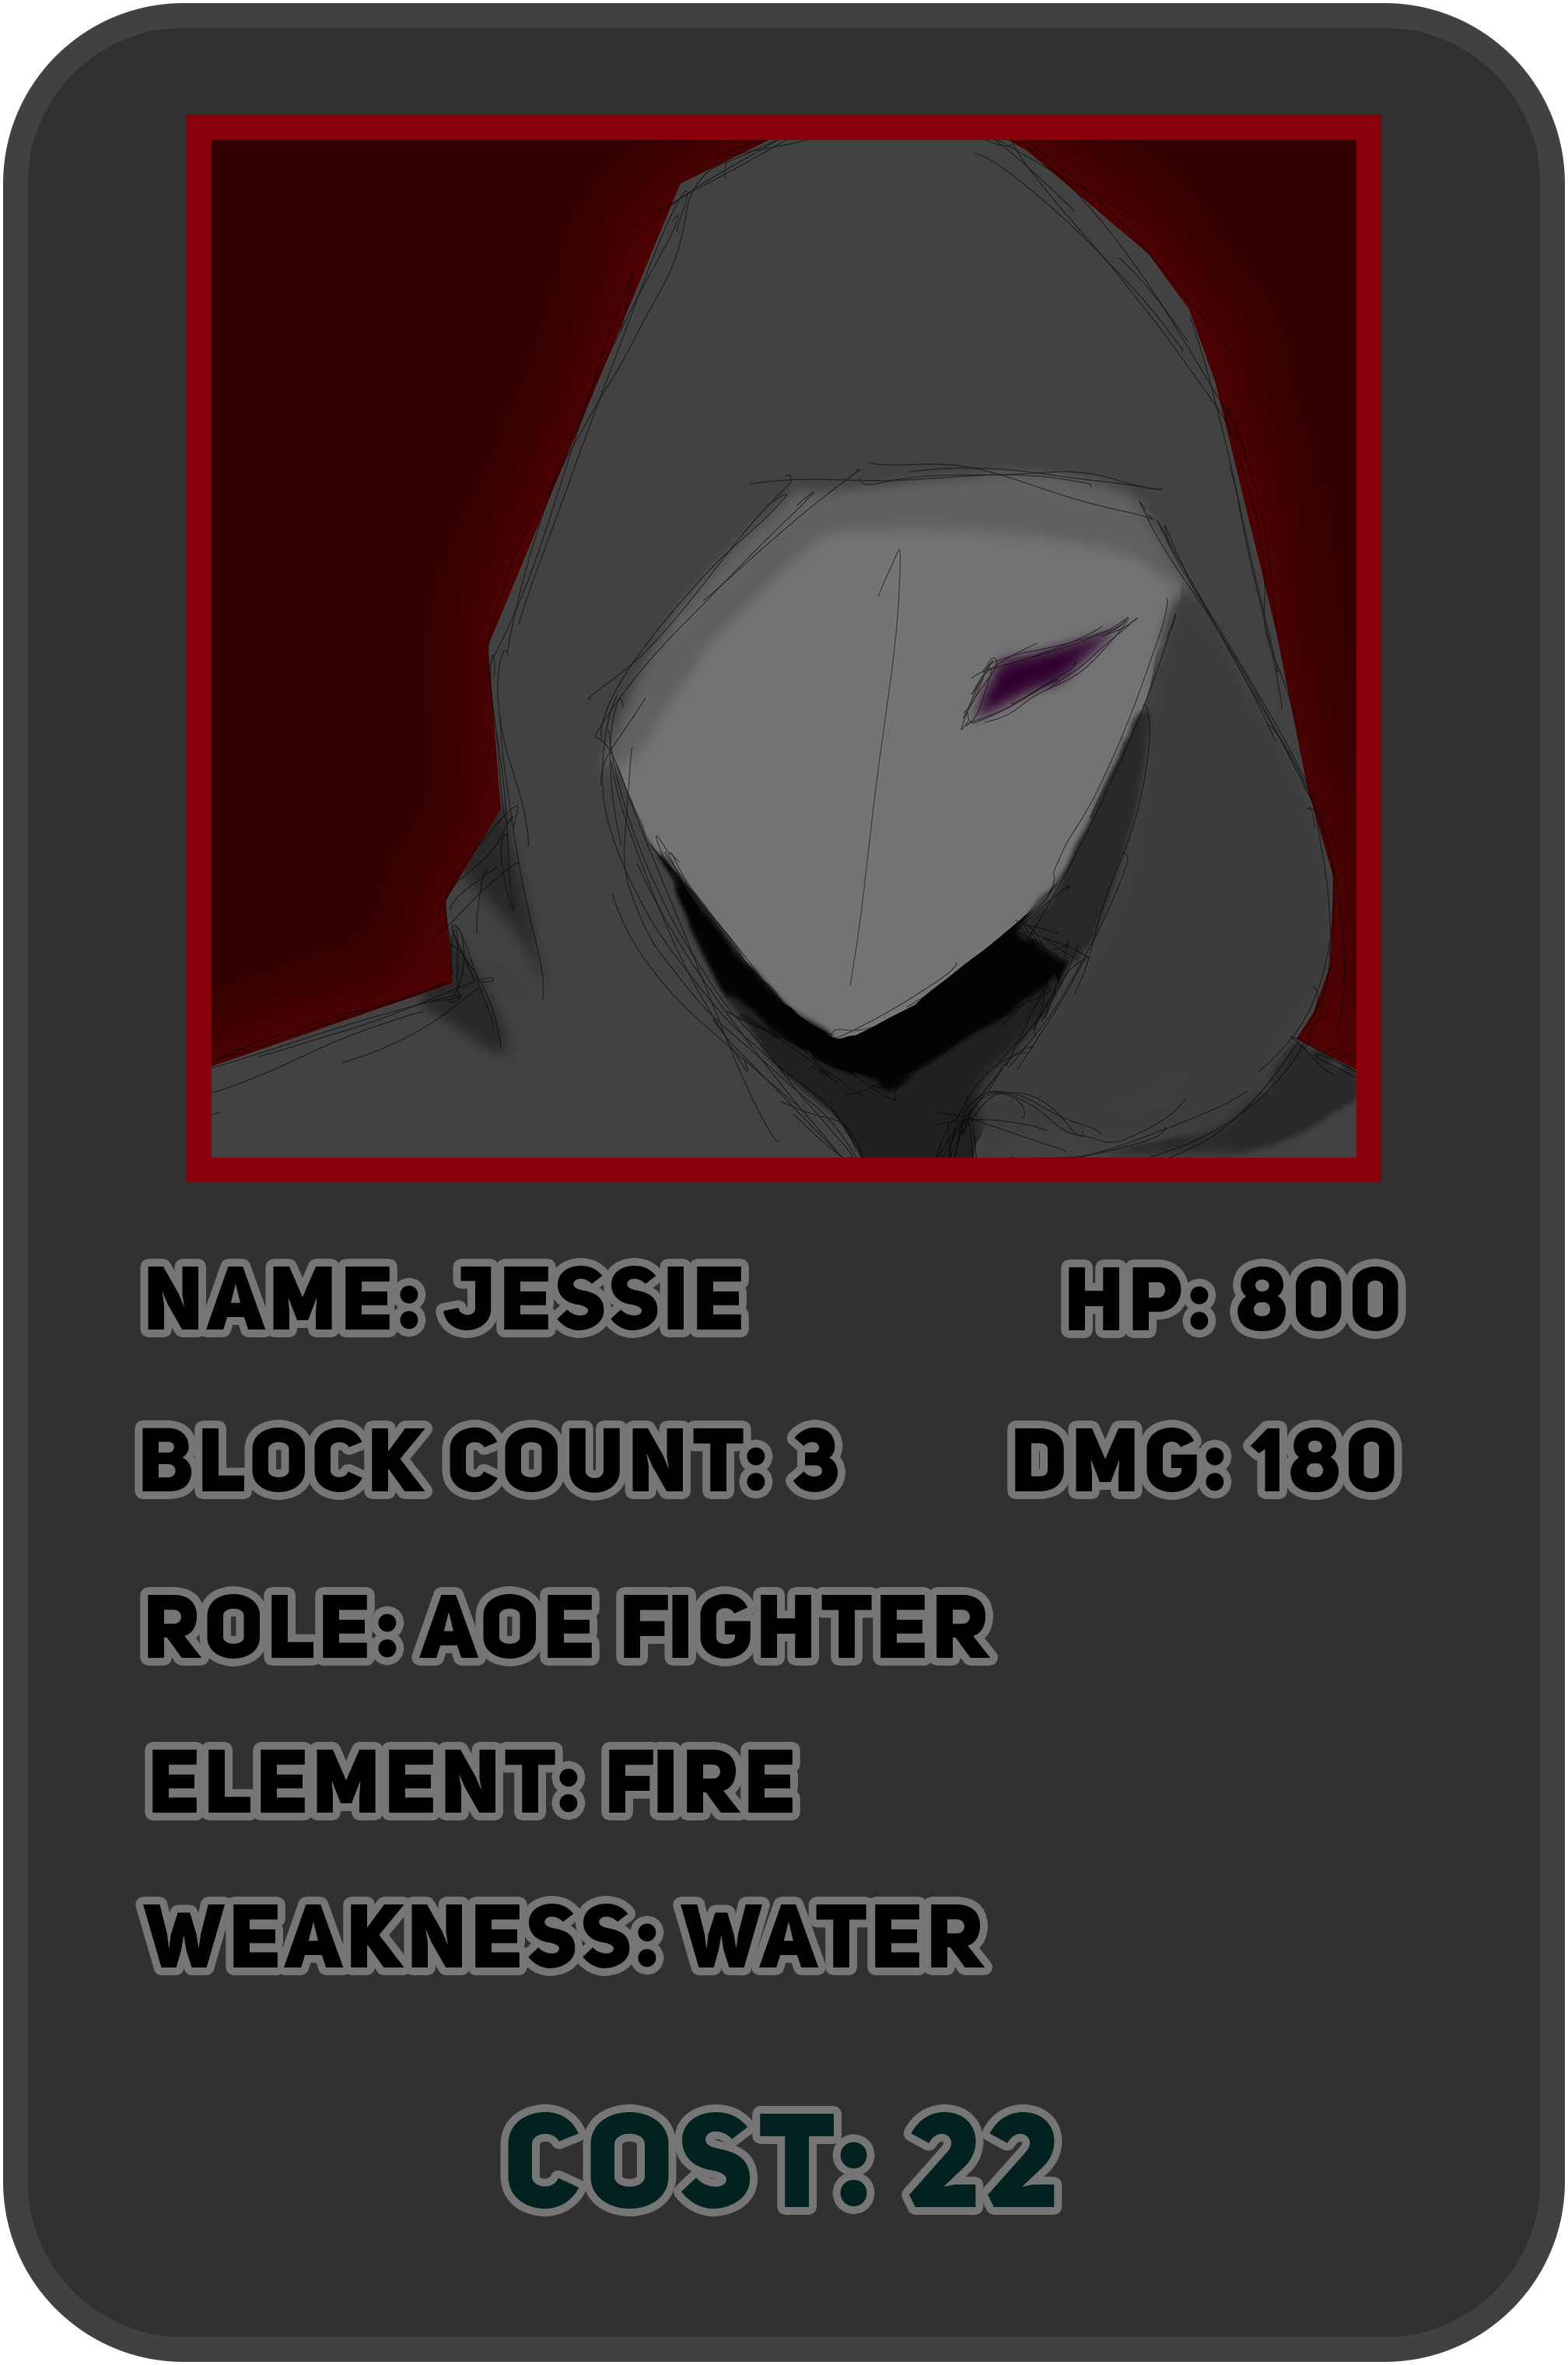 NAME: JESSIE
HP: 800
BLOCK COUNT: 3
DMG: 180
ROLE: AOE FIGHTER
ELEMENT: FIRE
WEAKNESS: WATER
COST: 22